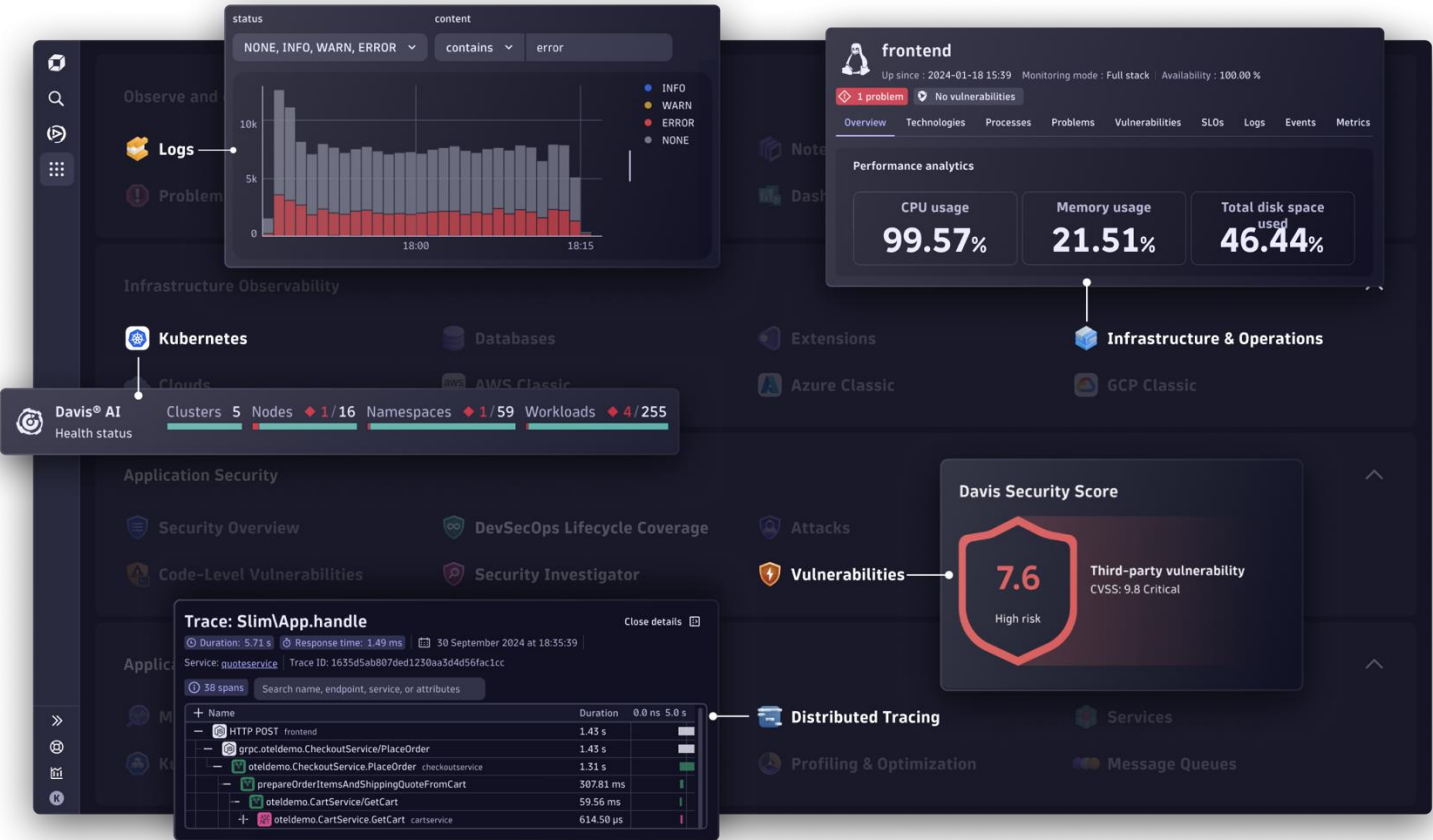 status
content
NONE, INFO, WARN, ERROR
contains
error
INFO
WARN
ERROR
NONE
10k
5k
0
18:00
18:15
frontend
Up since : 2024-01-18 15:39 Monitoring mode : Full stack Availability : 100.00 %
1 problem No vulnerabilities
Overview Technologies Processes Problems Vulnerabilities SLOs Logs Events Metrics
Performance analytics
CPU usage
99.57%
Memory usage
21.51%
Total disk space
used
46.44%
Observe and
Logs
Problem
Note
Dash
Infrastructure Observability
Kubernetes
Databases
Extensions
Infrastructure & Operations
Clouds
AWS Classic
Azure Classic
GCP Classic
Davis® AI
Health status
Clusters 5 Nodes 1/16 Namespaces 1/59 Workloads 4/255
Application Security
Security Overview
DevSecOps Lifecycle Coverage
Attacks
Code-Level Vulnerabilities
Security Investigator
Vulnerabilities
Davis Security Score
7.6
High risk
Third-party vulnerability
CVSS: 9.8 Critical
Applica
Distributed Tracing
Services
Profiling & Optimization
Message Queues
Trace: Slim\App.handle
Close details
Duration: 5.71 s Response time: 1.49 ms 30 September 2024 at 18:35:39
Service: quoteservice Trace ID: 1635d5ab807ded1230aa3d4d56fac1cc
38 spans
Search name, endpoint, service, or attributes
Name Duration 0.0 ns 5.0 s
HTTP POST frontend 1.43 s
grpc.oteldemo.CheckoutService/PlaceOrder 1.43 s
oteldemo.CheckoutService.PlaceOrder checkoutservice 1.31 s
prepareOrderItemsAndShippingQuoteFromCart 307.81 ms
oteldemo.CartService/GetCart 59.56 ms
oteldemo.CartService.GetCart cartservice 614.50 µs
K